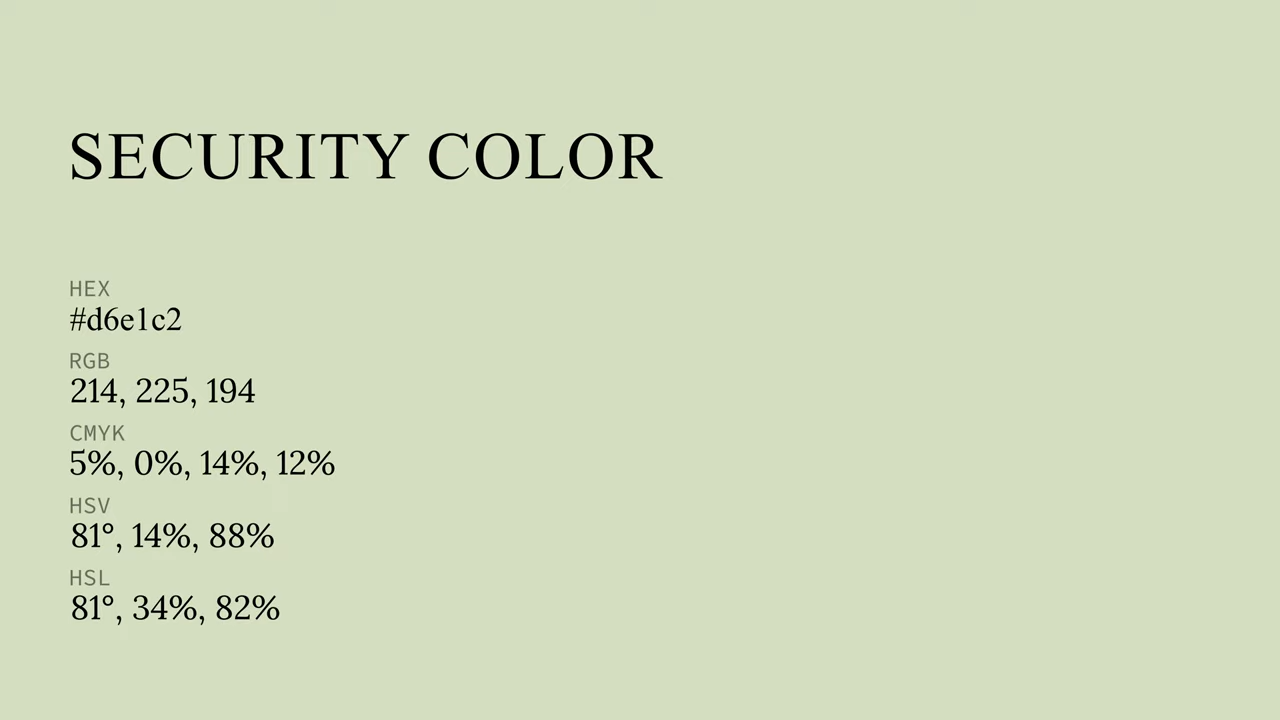 SECURITY COLOR
HEX
#d6e1c2
RGB
214, 225, 194
CMYK
5%, 0%, 14%, 12%
HSV
81°, 14%, 88%
HSL
81°, 34%, 82%